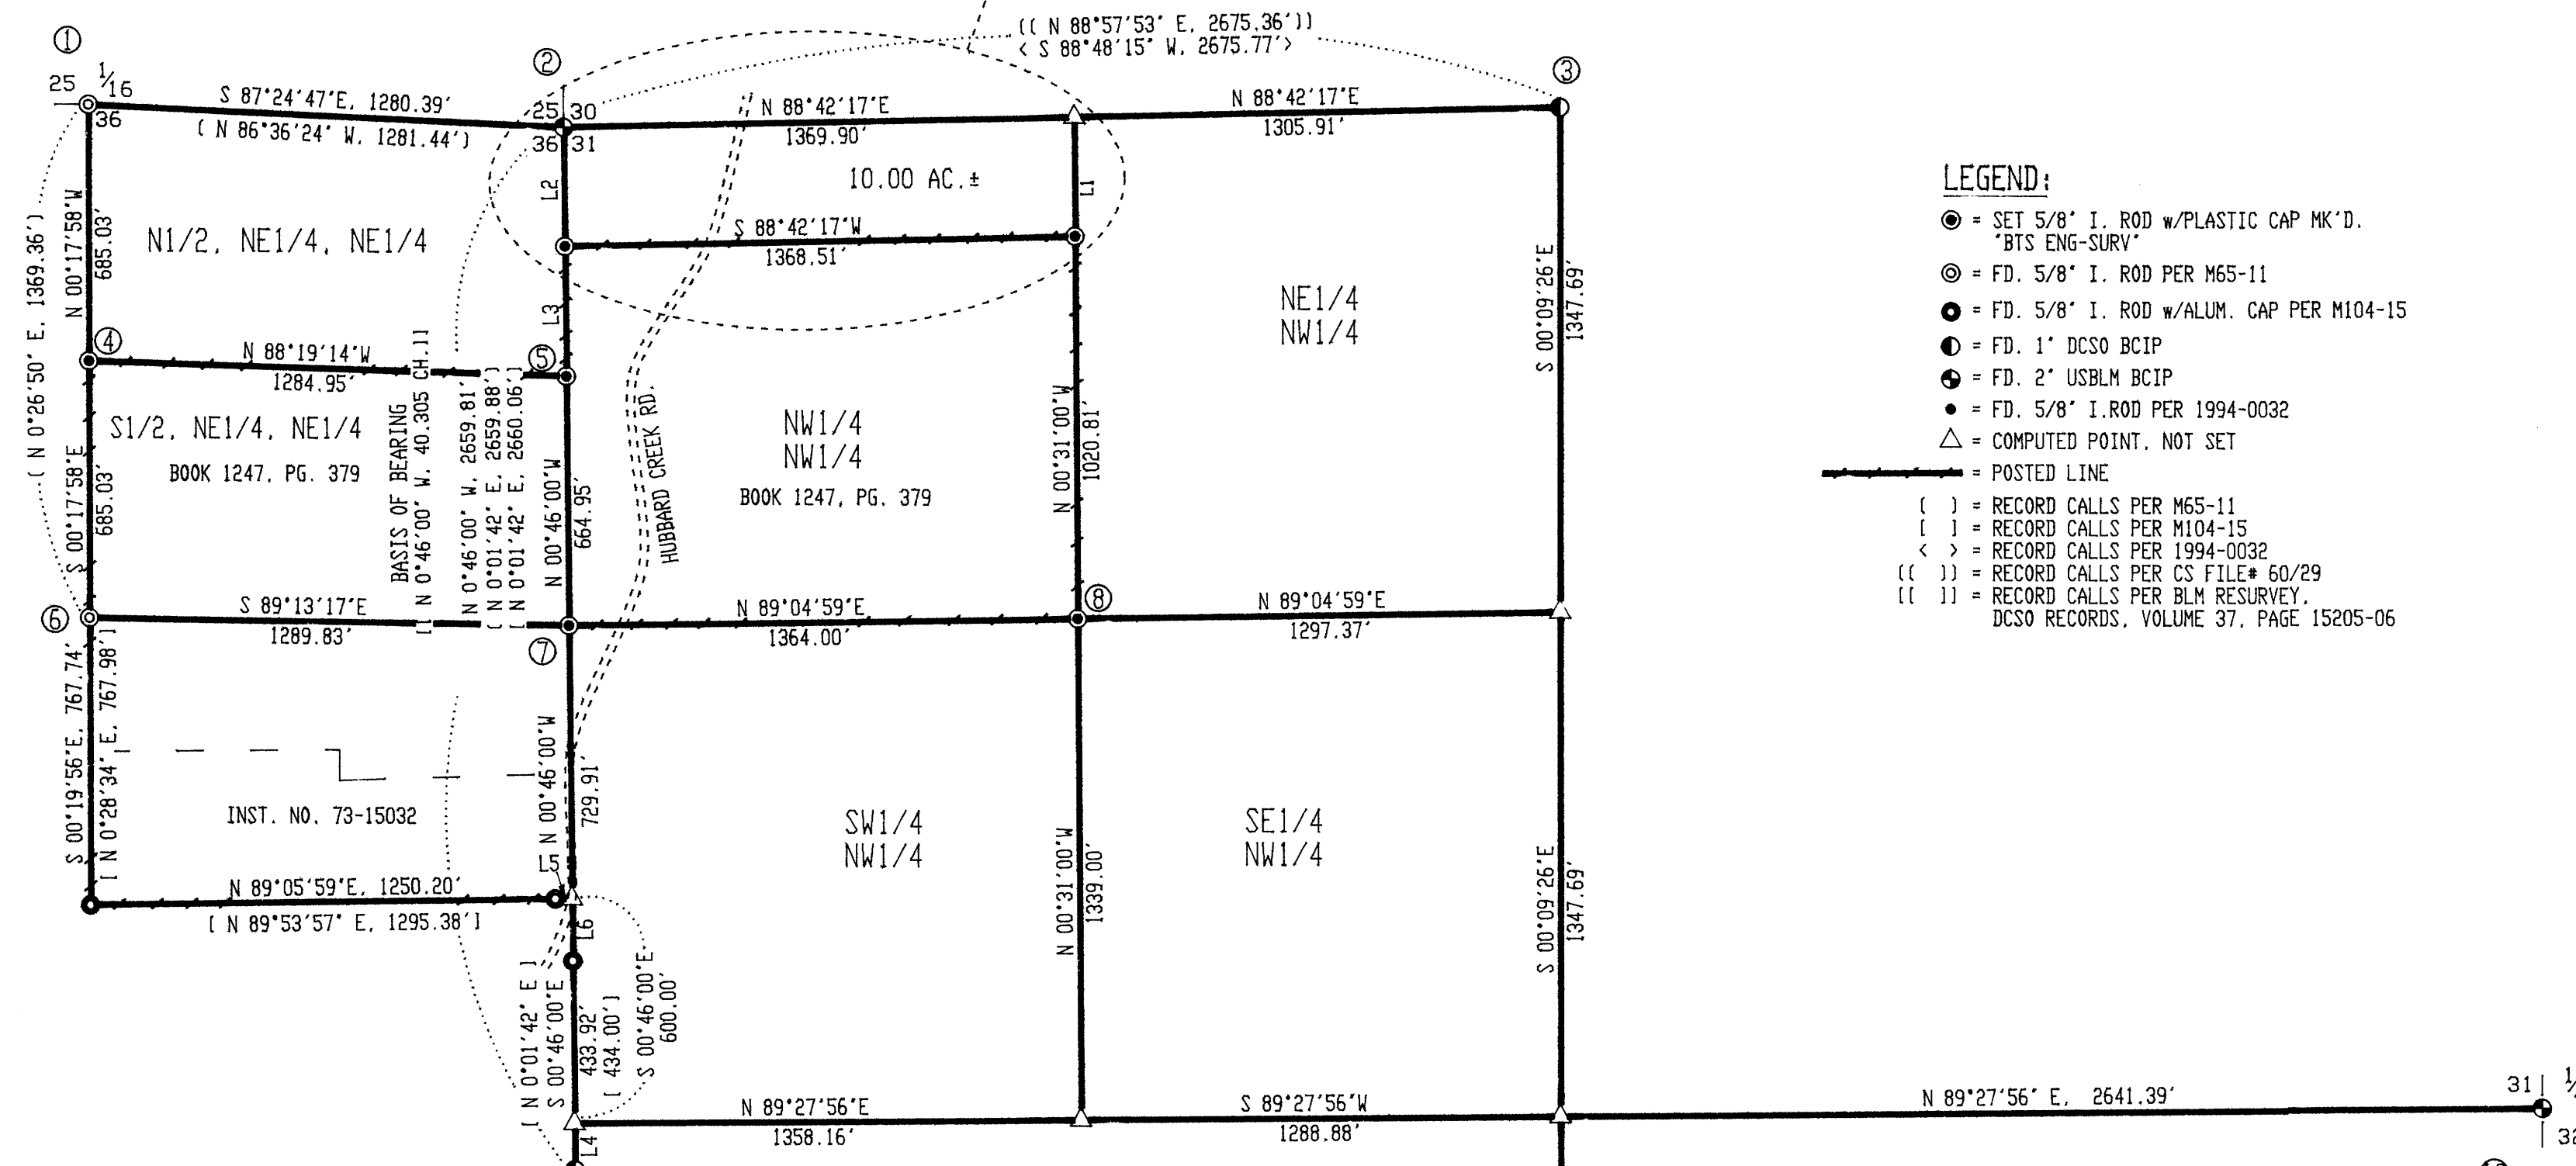 (( N 88°57'53" E, 2675.36'))
< S 88°48'15" W, 2675.77'>
1
2
3
25 1/16
36
S 87°24'47"E, 1280.39'
( N 86°36'24" W, 1281.44')
25 30
36 31
N 88°42'17"E
1369.90'
N 88°42'17"E
1305.91'
( N 0°26'50" E, 1369.36')
N 00°17'58"W
685.03'
N1/2, NE1/4, NE1/4
L2
10.00 AC.±
L1
S 88°42'17"W
1368.51'
L3
4
N 88°19'14"W
1284.95'
5
S1/2, NE1/4, NE1/4
BOOK 1247, PG. 379
S 00°17'58"E
685.03'
BASIS OF BEARING
[[ N 0°46'00" W, 40.305 CH.]]
( N 0°46'00" W, 2659.81'
( N 0°01'42" E, 2659.88')
[ N 0°01'42" E, 2660.06']
N 00°46'00"W
664.95'
HUBBARD CREEK RD.
NW1/4
NW1/4
BOOK 1247, PG. 379
N 00°31'00"W
1020.81'
NE1/4
NW1/4
S 00°09'26"E
1347.69'
6
S 89°13'17"E
1289.83'
7
N 89°04'59"E
1364.00'
8
N 89°04'59"E
1297.37'
S 00°19'56"E, 767.74'
[ N 0°28'34" E, 767.98']
INST. NO. 73-15032
N 00°46'00"W
729.91'
L5
N 89°05'59"E, 1250.20'
[ N 89°53'57" E, 1295.38']
L6
[ N 0°01'42" E ]
S 00°46'00"E
433.92'
[ 434.00']
S 00°46'00"E
600.00'
SW1/4
NW1/4
N 00°31'00"W
1339.00'
SE1/4
NW1/4
S 00°09'26"E
1347.69'
N 89°27'56"E
1358.16'
S 89°27'56"W
1288.88'
N 89°27'56" E, 2641.39'
L4
31
LEGEND:
= SET 5/8" I. ROD w/PLASTIC CAP MK'D.
"BTS ENG-SURV"
= FD. 5/8" I. ROD PER M65-11
= FD. 5/8" I. ROD w/ALUM. CAP PER M104-15
= FD. 1" DCSO BCIP
= FD. 2" USBLM BCIP
= FD. 5/8" I.ROD PER 1994-0032
= COMPUTED POINT, NOT SET
= POSTED LINE
( ) = RECORD CALLS PER M65-11
[ ] = RECORD CALLS PER M104-15
< > = RECORD CALLS PER 1994-0032
(( )) = RECORD CALLS PER CS FILE# 60/29
[[ ]] = RECORD CALLS PER BLM RESURVEY,
DCSO RECORDS, VOLUME 37, PAGE 15205-06